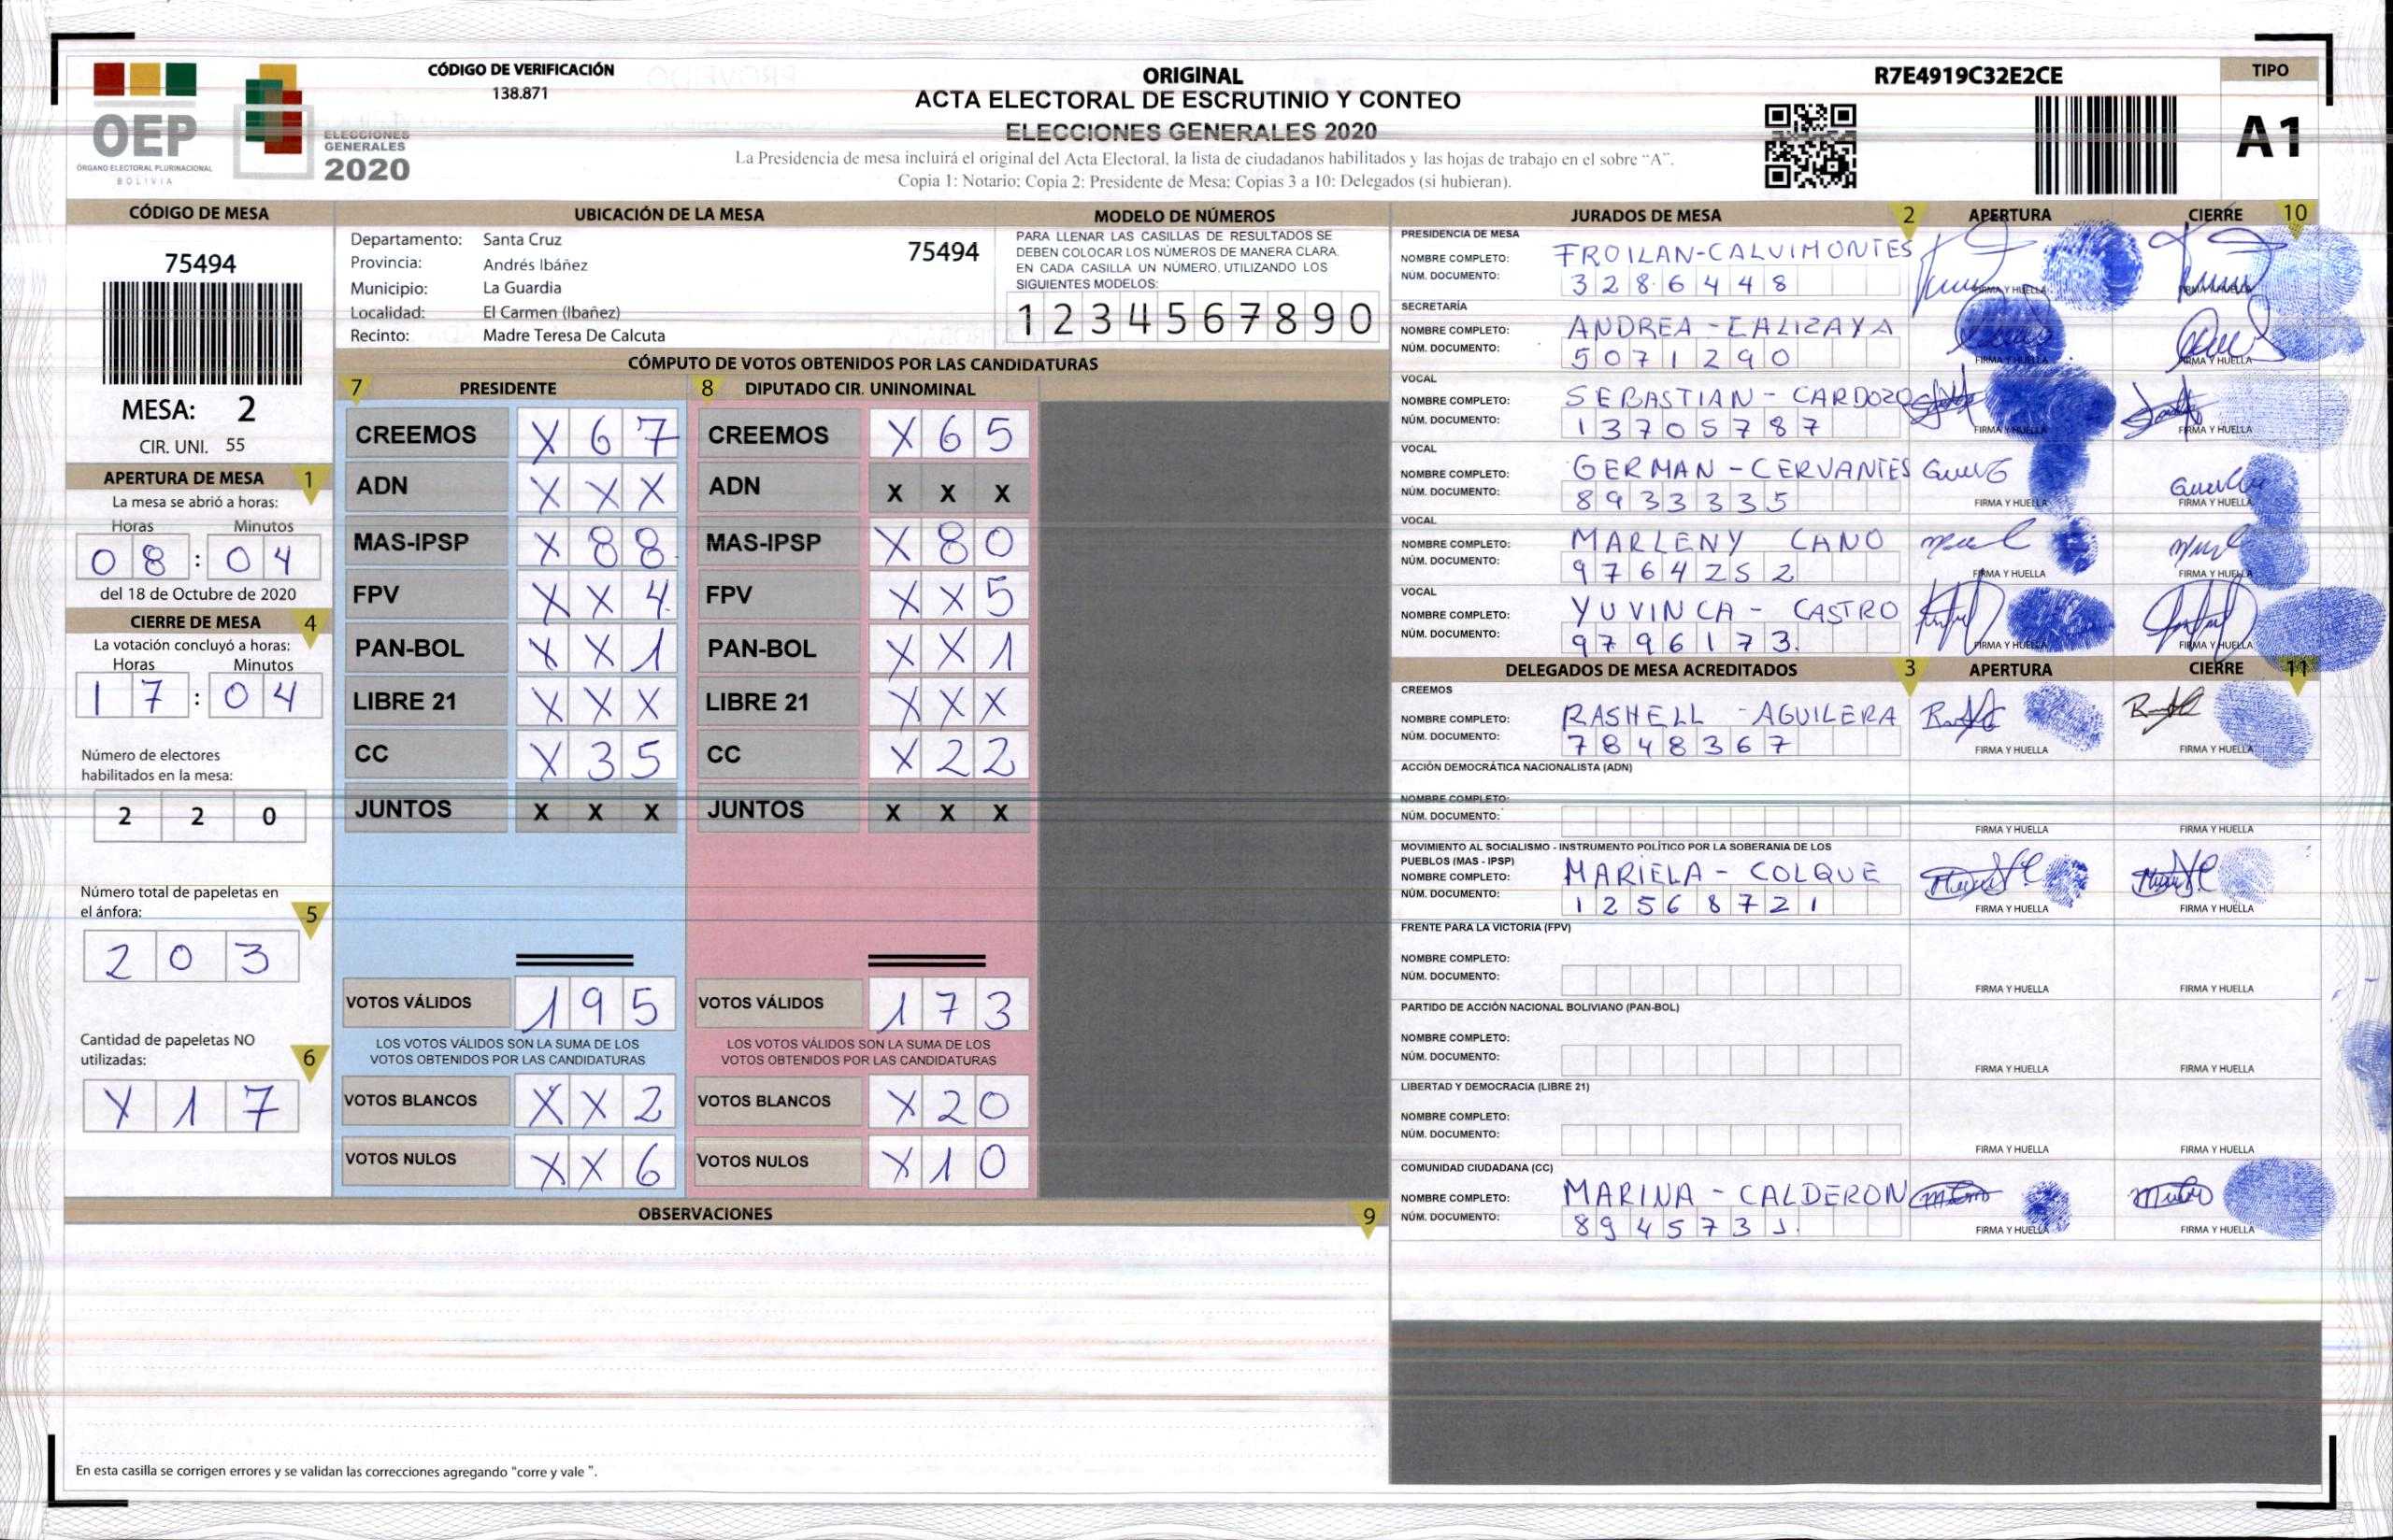 CÓDIGO DE VERIFICACIÓN
138.871
ORIGINAL
ACTA ELECTORAL DE ESCRUTINIO Y CONTEO
ELECCIONES GENERALES 2020
La Presidencia de mesa incluirá el original del Acta Electoral, la lista de ciudadanos habilitados y las hojas de trabajo en el sobre “A”.
Copia 1: Notario; Copia 2: Presidente de Mesa; Copias 3 a 10: Delegados (si hubieran).
R7E4919C32E2CE
TIPO
A1
OEP
ÓRGANO ELECTORAL PLURINACIONAL
BOLIVIA
ELECCIONES
GENERALES
2020
CÓDIGO DE MESA
75494
MESA: 2
CIR. UNI. 55
APERTURA DE MESA 1
La mesa se abrió a horas:
Horas Minutos
08 : 04
del 18 de Octubre de 2020
CIERRE DE MESA 4
La votación concluyó a horas:
Horas Minutos
17 : 04
Número de electores
habilitados en la mesa:
2 2 0
Número total de papeletas en
el ánfora: 5
2 0 3
Cantidad de papeletas NO
utilizadas: 6
X 1 7
UBICACIÓN DE LA MESA
Departamento: Santa Cruz
75494
Provincia: Andrés Ibáñez
Municipio: La Guardia
Localidad: El Carmen (Ibañez)
Recinto: Madre Teresa De Calcuta
MODELO DE NÚMEROS
PARA LLENAR LAS CASILLAS DE RESULTADOS SE
DEBEN COLOCAR LOS NÚMEROS DE MANERA CLARA.
EN CADA CASILLA UN NÚMERO, UTILIZANDO LOS
SIGUIENTES MODELOS:
1 2 3 4 5 6 7 8 9 0
CÓMPUTO DE VOTOS OBTENIDOS POR LAS CANDIDATURAS
7 PRESIDENTE
CREEMOS X 6 7
ADN X X X
MAS-IPSP X 8 8
FPV X X 4
PAN-BOL X X 1
LIBRE 21 X X X
CC X 3 5
JUNTOS X X X
VOTOS VÁLIDOS 1 9 5
LOS VOTOS VÁLIDOS SON LA SUMA DE LOS
VOTOS OBTENIDOS POR LAS CANDIDATURAS
VOTOS BLANCOS X X 2
VOTOS NULOS X X 6
8 DIPUTADO CIR. UNINOMINAL
CREEMOS X 6 5
ADN X X X
MAS-IPSP X 8 0
FPV X X 5
PAN-BOL X X 1
LIBRE 21 X X X
CC X 2 2
JUNTOS X X X
VOTOS VÁLIDOS 1 7 3
LOS VOTOS VÁLIDOS SON LA SUMA DE LOS
VOTOS OBTENIDOS POR LAS CANDIDATURAS
VOTOS BLANCOS X 2 0
VOTOS NULOS X 1 0
OBSERVACIONES 9
En esta casilla se corrigen errores y se validan las correcciones agregando “corre y vale ”.
JURADOS DE MESA 2 APERTURA CIERRE 10
PRESIDENCIA DE MESA
NOMBRE COMPLETO: FROILAN-CALVIMONTES
NÚM. DOCUMENTO: 3286448
FIRMA Y HUELLA FIRMA Y HUELLA
SECRETARÍA
NOMBRE COMPLETO: ANDREA - CALIZAYA
NÚM. DOCUMENTO: 5071290
FIRMA Y HUELLA FIRMA Y HUELLA
VOCAL
NOMBRE COMPLETO: SEBASTIAN - CARDOZO
NÚM. DOCUMENTO: 13705787
FIRMA Y HUELLA FIRMA Y HUELLA
VOCAL
NOMBRE COMPLETO: GERMAN - CERVANTES
NÚM. DOCUMENTO: 8933335
FIRMA Y HUELLA FIRMA Y HUELLA
VOCAL
NOMBRE COMPLETO: MARLENY CANO
NÚM. DOCUMENTO: 9764252
FIRMA Y HUELLA FIRMA Y HUELLA
VOCAL
NOMBRE COMPLETO: YUVINCA - CASTRO
NÚM. DOCUMENTO: 9796173.
FIRMA Y HUELLA FIRMA Y HUELLA
DELEGADOS DE MESA ACREDITADOS 3 APERTURA CIERRE 11
CREEMOS
NOMBRE COMPLETO: RASHELL - AGUILERA
NÚM. DOCUMENTO: 7848367
FIRMA Y HUELLA FIRMA Y HUELLA
ACCIÓN DEMOCRÁTICA NACIONALISTA (ADN)
NOMBRE COMPLETO:
NÚM. DOCUMENTO:
FIRMA Y HUELLA FIRMA Y HUELLA
MOVIMIENTO AL SOCIALISMO - INSTRUMENTO POLÍTICO POR LA SOBERANIA DE LOS
PUEBLOS (MAS - IPSP)
NOMBRE COMPLETO: MARIELA - COLQUE
NÚM. DOCUMENTO: 12568721
FIRMA Y HUELLA FIRMA Y HUELLA
FRENTE PARA LA VICTORIA (FPV)
NOMBRE COMPLETO:
NÚM. DOCUMENTO:
FIRMA Y HUELLA FIRMA Y HUELLA
PARTIDO DE ACCIÓN NACIONAL BOLIVIANO (PAN-BOL)
NOMBRE COMPLETO:
NÚM. DOCUMENTO:
FIRMA Y HUELLA FIRMA Y HUELLA
LIBERTAD Y DEMOCRACIA (LIBRE 21)
NOMBRE COMPLETO:
NÚM. DOCUMENTO:
FIRMA Y HUELLA FIRMA Y HUELLA
COMUNIDAD CIUDADANA (CC)
NOMBRE COMPLETO: MARINA - CALDERON
NÚM. DOCUMENTO: 8945731.
FIRMA Y HUELLA FIRMA Y HUELLA